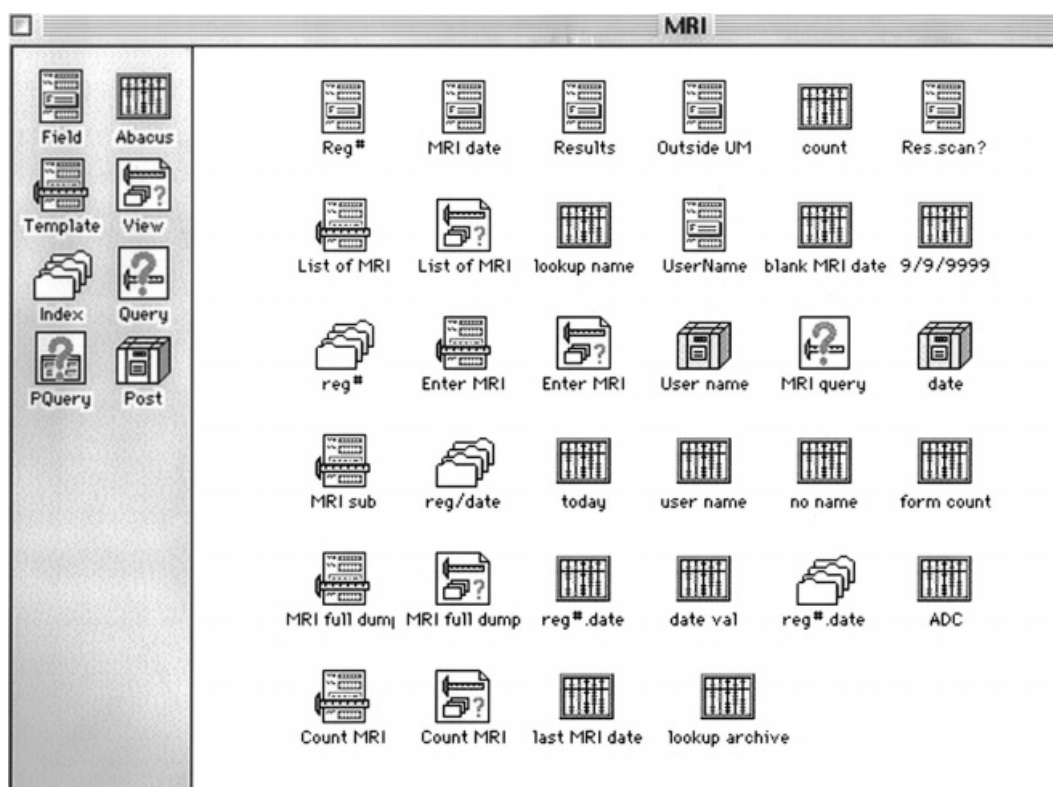 MRI
Field Abacus
Template View
Index Query
PQuery Post
Reg# MRI date Results Outside UM count Res.scan?
List of MRI List of MRI lookup name UserName blank MRI date 9/9/9999
reg# Enter MRI Enter MRI User name MRI query date
MRI sub reg/date today user name no name form count
MRI full dump MRI full dump reg#.date date val reg#.date ADC
Count MRI Count MRI last MRI date lookup archive